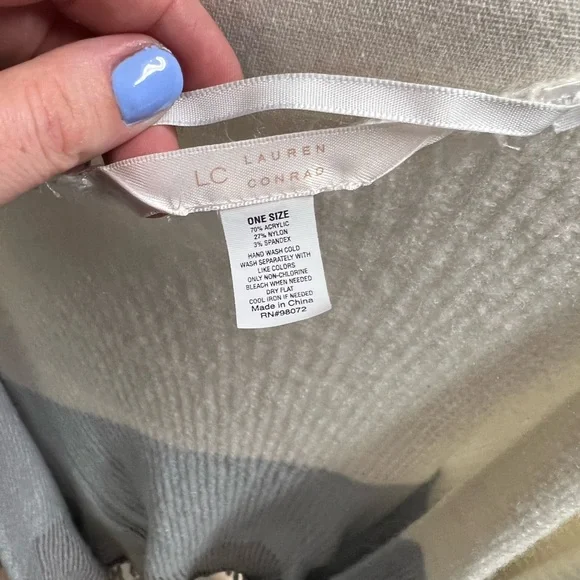 LC LAUREN CONRAD
ONE SIZE
70% ACRYLIC
27% NYLON
3% SPANDEX
HAND WASH COLD
WASH SEPARATELY WITH
LIKE COLORS
ONLY NON-CHLORINE
BLEACH WHEN NEEDED
DRY FLAT
COOL IRON IF NEEDED
Made in China
RN#98072